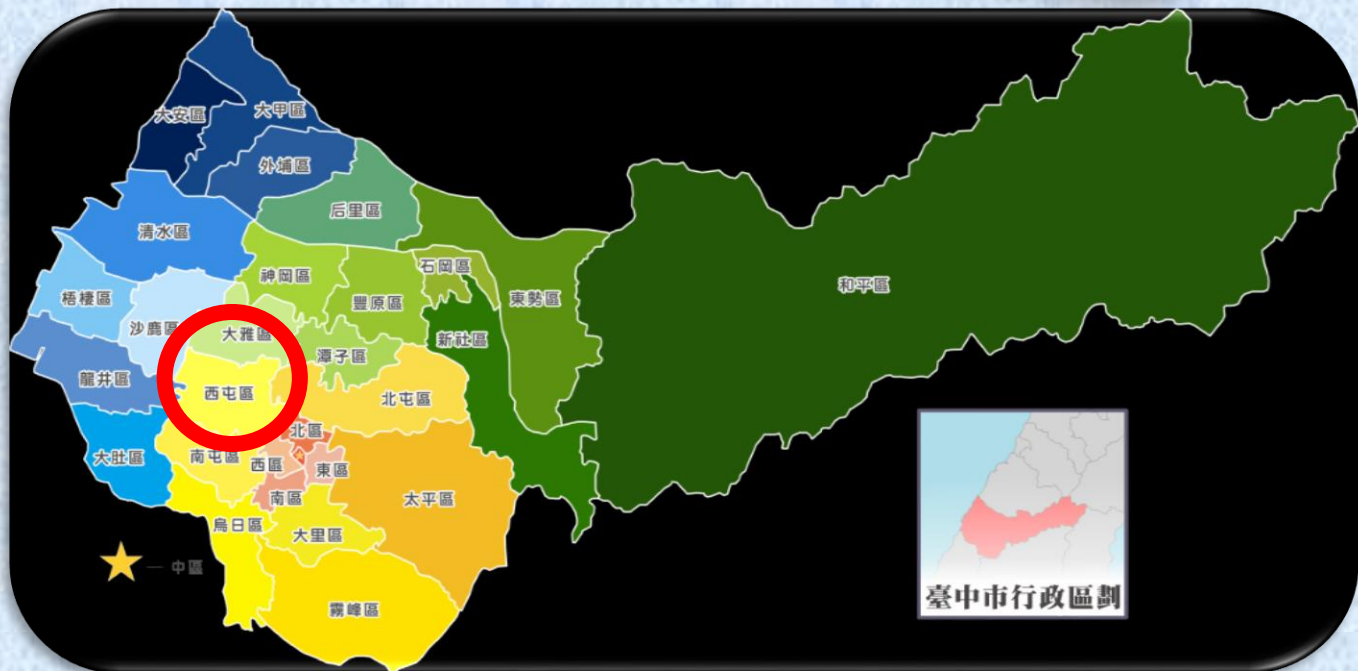 大安區
大甲區
外埔區
后里區
清水區
神岡區
石岡區
豐原區
東勢區
和平區
梧棲區
沙鹿區
大雅區
新社區
潭子區
龍井區
西屯區
北屯區
北區
大肚區
南屯區
西區
東區
南區
太平區
烏日區
大里區
— 中區
霧峰區
臺中市行政區劃